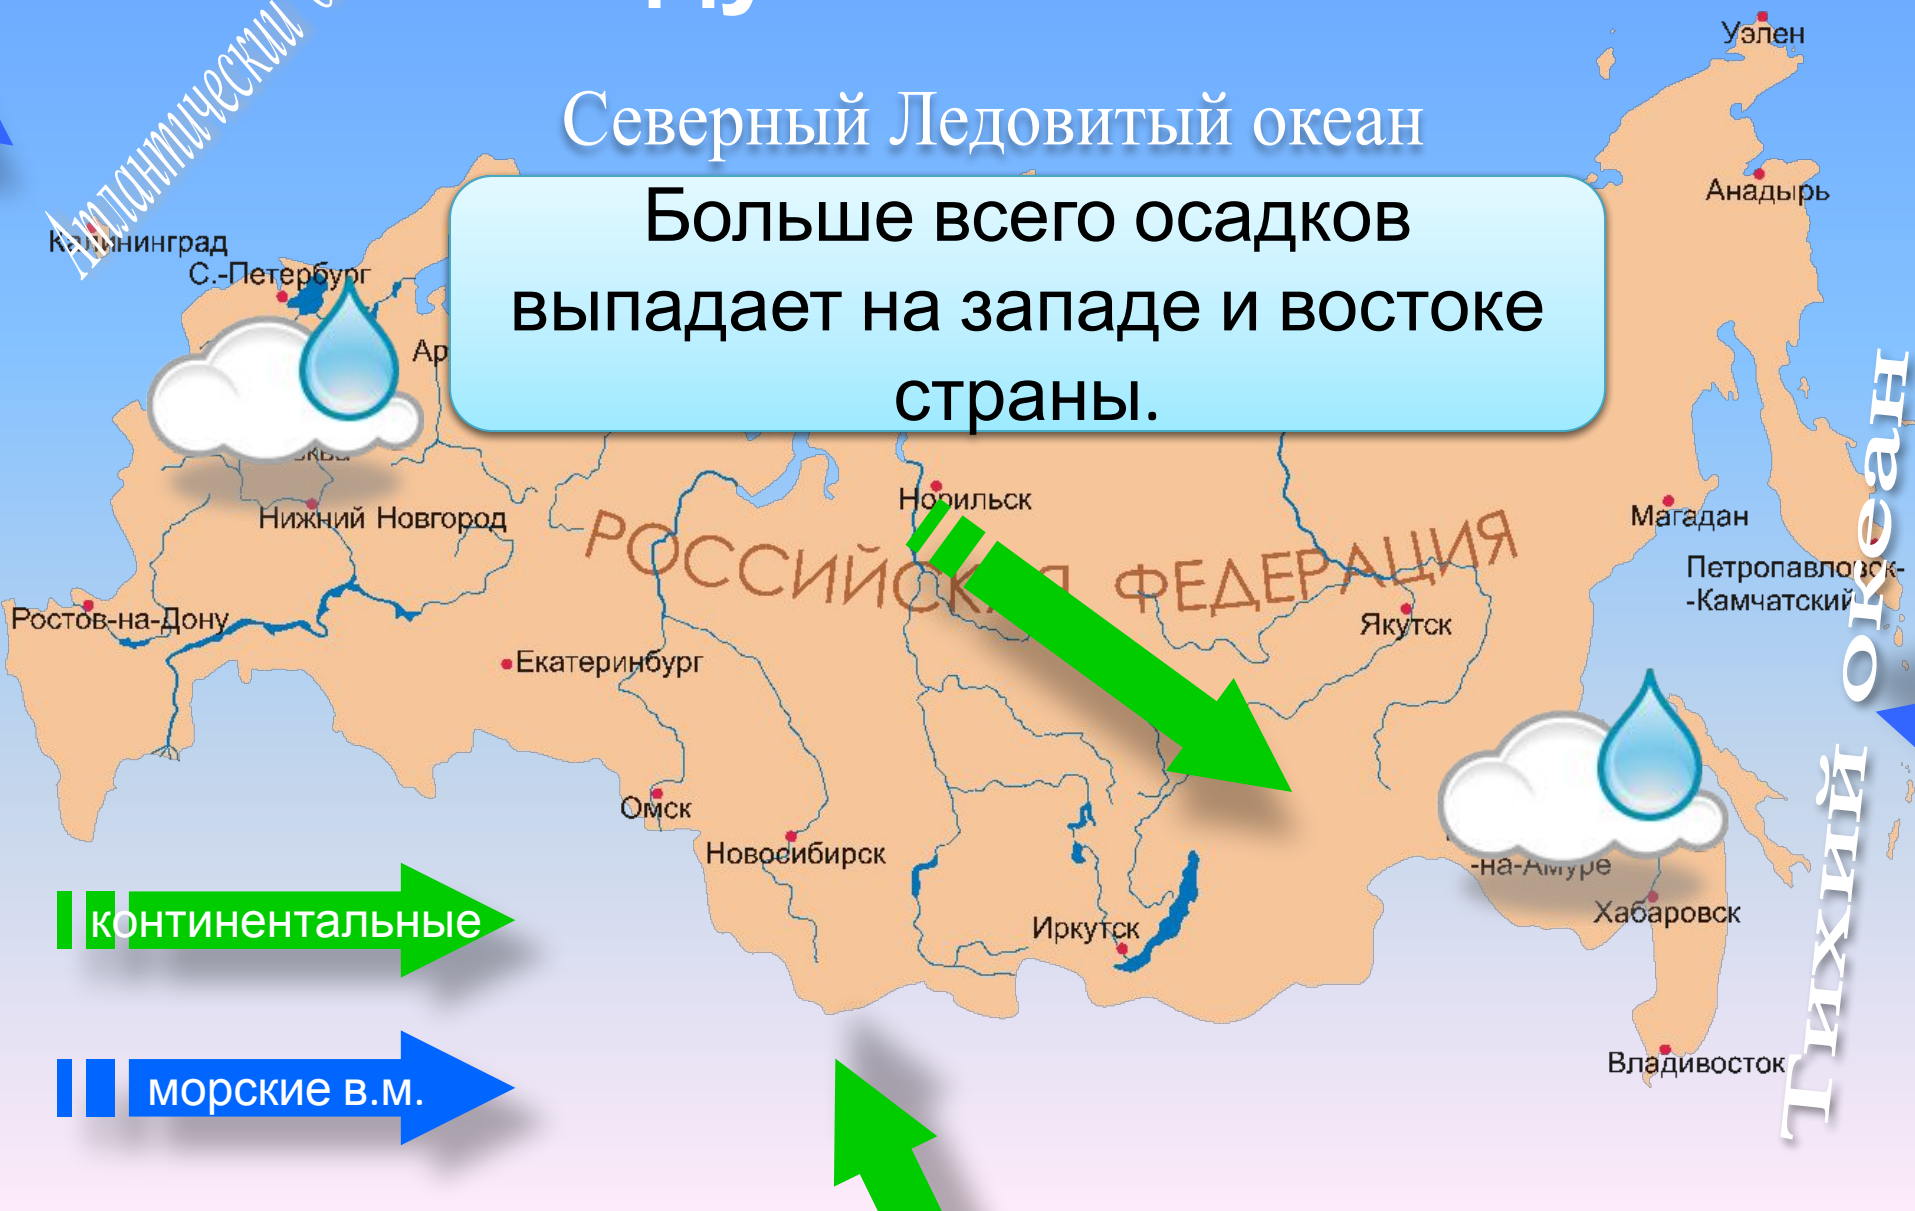 Атлантический
Северный Ледовитый океан
Больше всего осадков
выпадает на западе и востоке
страны.
Уэлен
Анадырь
Калининград
С.-Петербург
Ар
Нижний Новгород
Норильск
РОССИЙСКАЯ ФЕДЕРАЦИЯ
Магадан
Петропавловск-
-Камчатский
Якутск
Ростов-на-Дону
Екатеринбург
Омск
Новосибирск
Иркутск
-на-Амуре
Хабаровск
Владивосток
Тихий океан
континентальные
морские в.м.